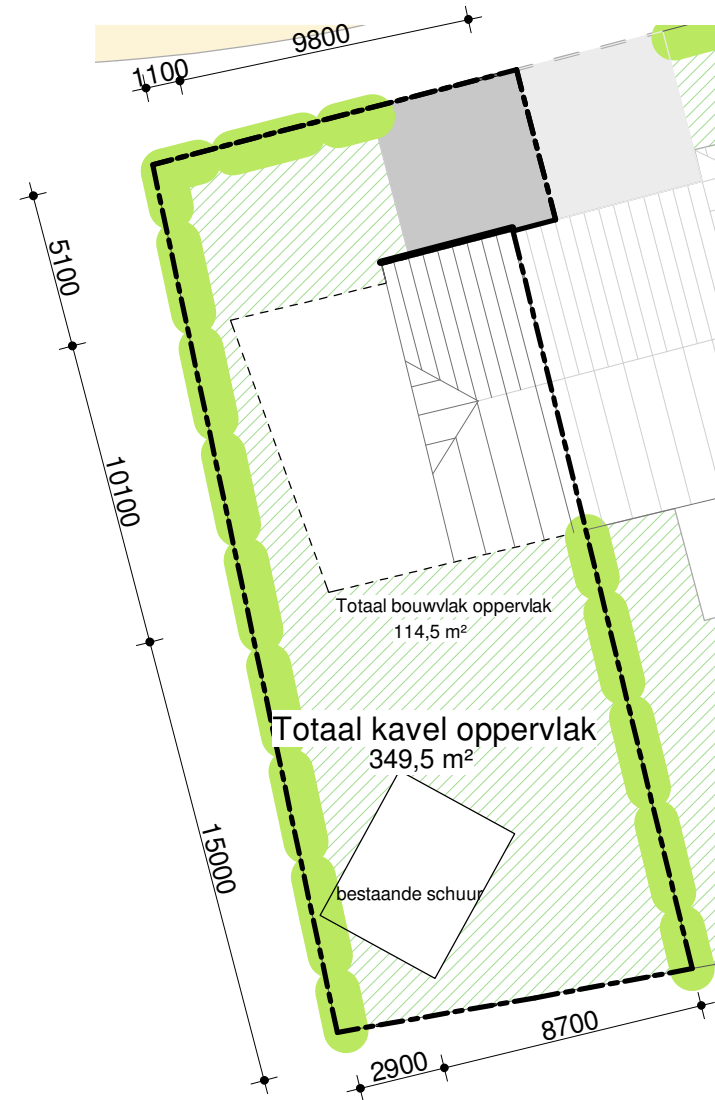 9800
1100
5100
10100
Totaal bouwvlak oppervlak
114,5 m²
Totaal kavel oppervlak
349,5 m²
15000
bestaande schuur
8700
2900